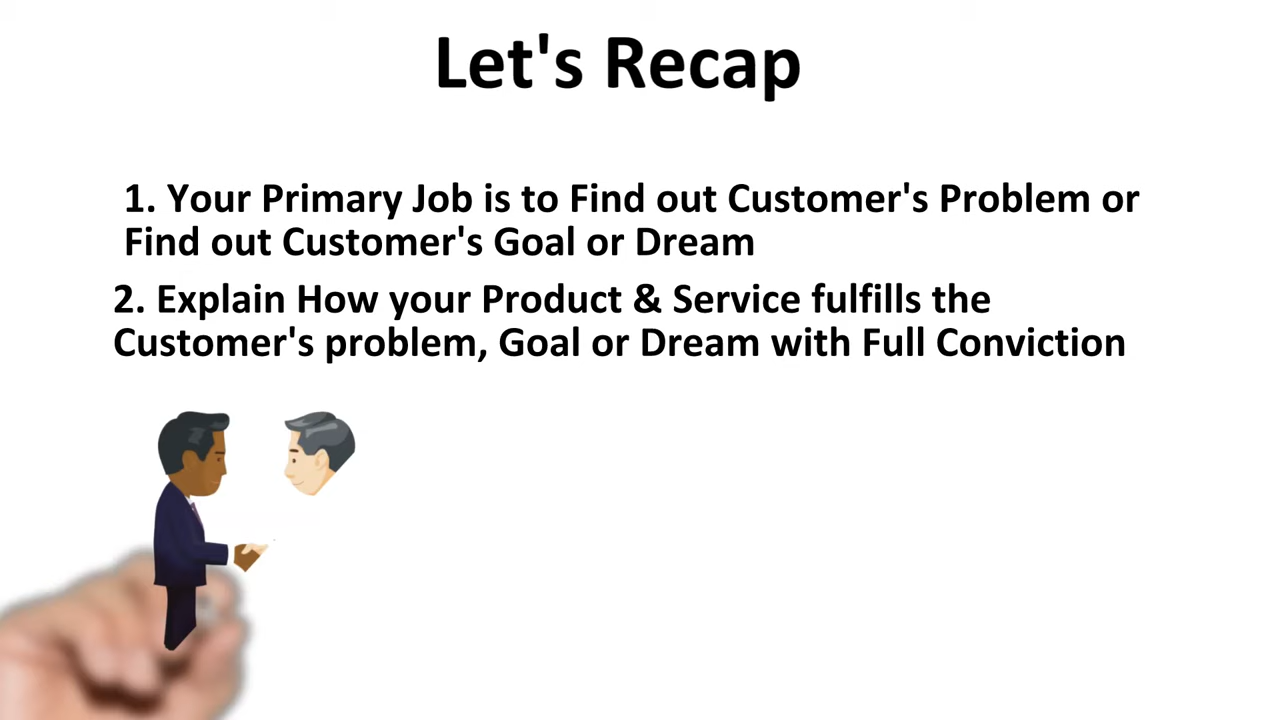 Let's Recap
1. Your Primary Job is to Find out Customer's Problem or
Find out Customer's Goal or Dream
2. Explain How your Product & Service fulfills the
Customer's problem, Goal or Dream with Full Conviction